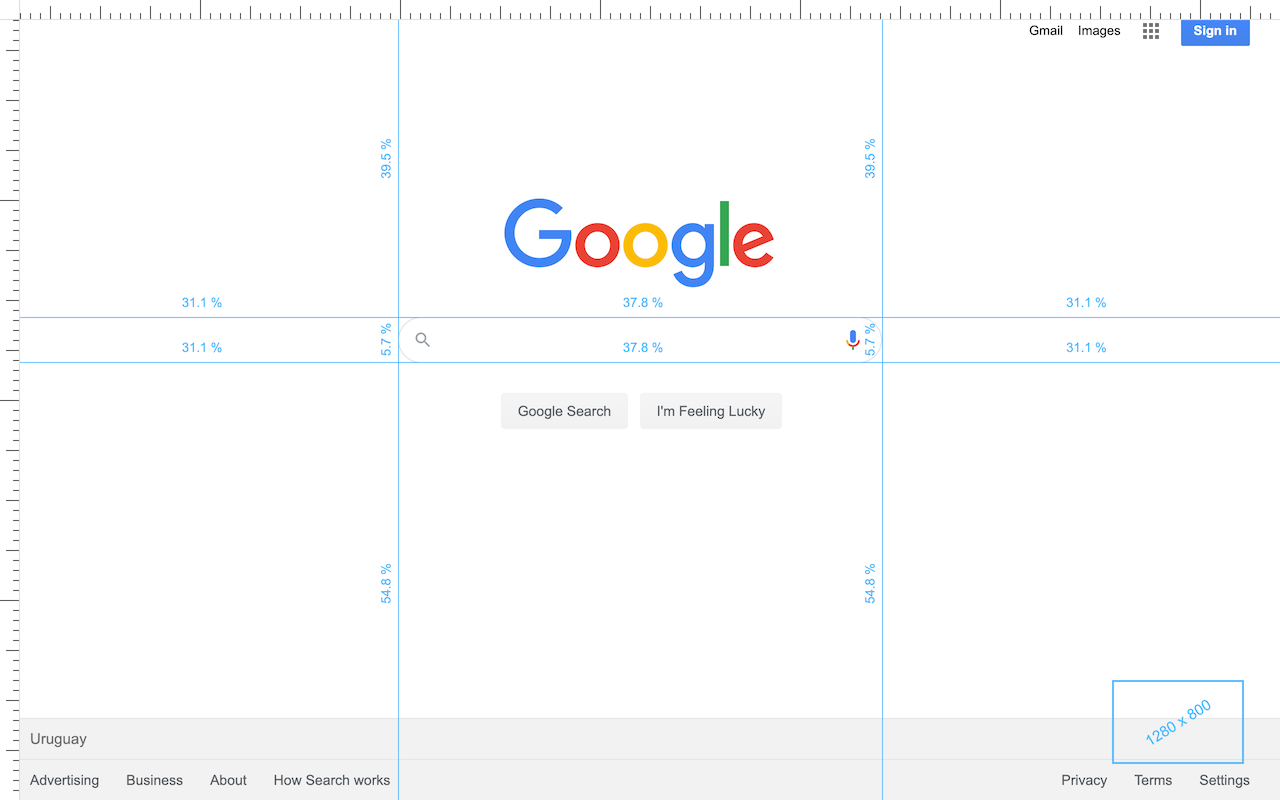 Gmail Images Sign in
39.5 % 39.5 %
Google
31.1 % 37.8 % 31.1 %
5.7 % 5.7 %
31.1 % 37.8 % 31.1 %
Google Search I'm Feeling Lucky
54.8 % 54.8 %
1280 x 800
Uruguay
Advertising Business About How Search works Privacy Terms Settings